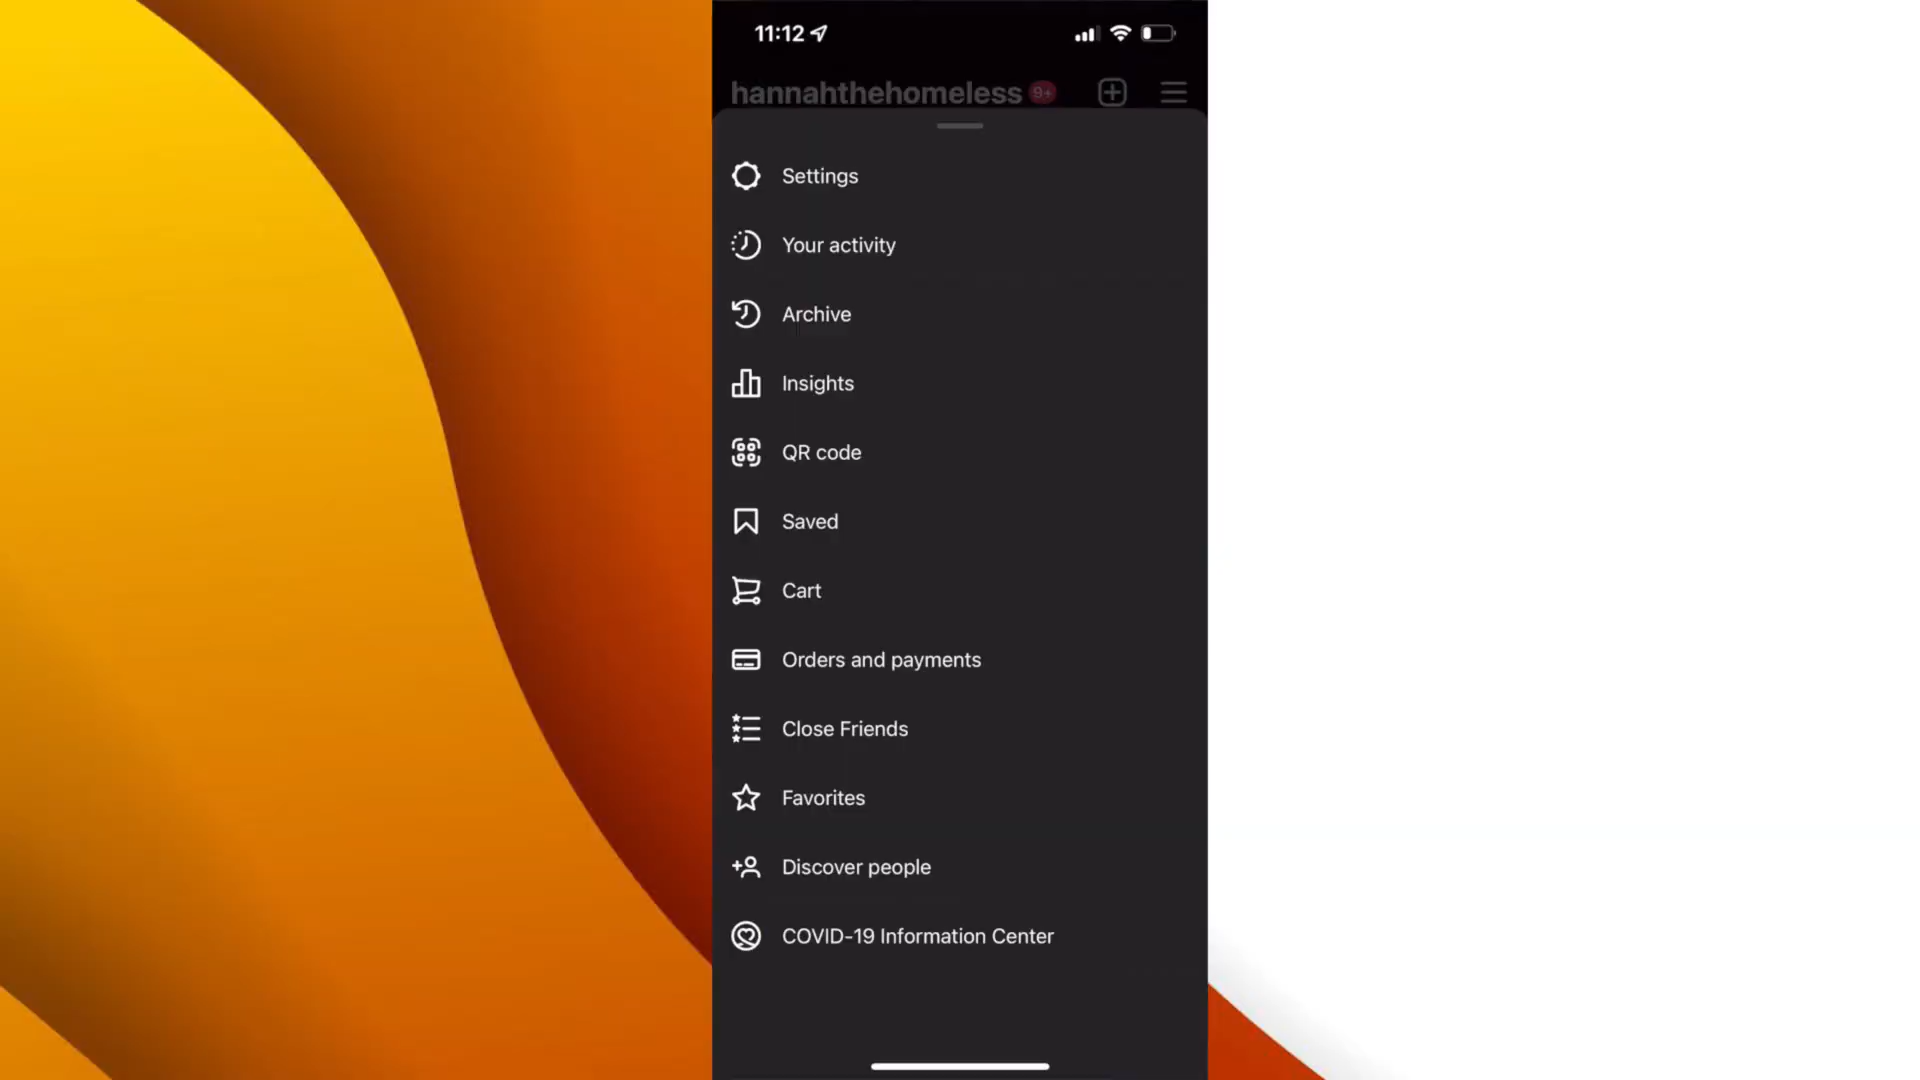 11:12
hannahthehomeless 9+
Settings
Your activity
Archive
Insights
QR code
Saved
Cart
Orders and payments
Close Friends
Favorites
Discover people
COVID-19 Information Center